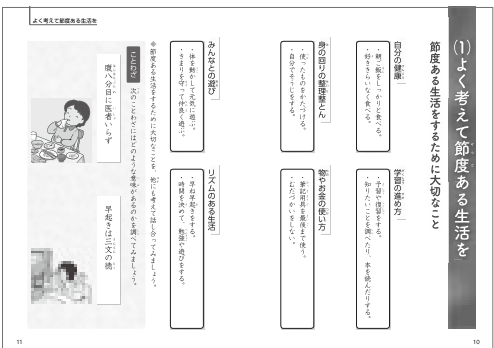 よく考えて節度ある生活を
(1)よく考えて節度ある生活を
節度ある生活をするために大切なこと
自分の健康
・朝ご飯をしっかりと食べる。
・好ききらいなく食べる。
学習の進め方
・予習や復習をする。
・知りたいことを調べたり、本を読んだりする。
身の回りの整理整とん
・使ったものをかたづける。
・自分でそうじをする。
物やお金の使い方
・筆記用具を最後まで使う。
・むだづかいをしない。
みんなとの遊び
・体を動かして元気に遊ぶ。
・きまりを守って仲良く遊ぶ。
リズムのある生活
・早ね早起きをする。
・時間を決めて、勉強や遊びをする。
節度ある生活をするために大切なことを、他にも考えて話し合ってみましょう。
ことわざ
次のことわざにはどのような意味があるのかを調べてみましょう。
腹八分目に医者いらず
早起きは三文の徳
11
10